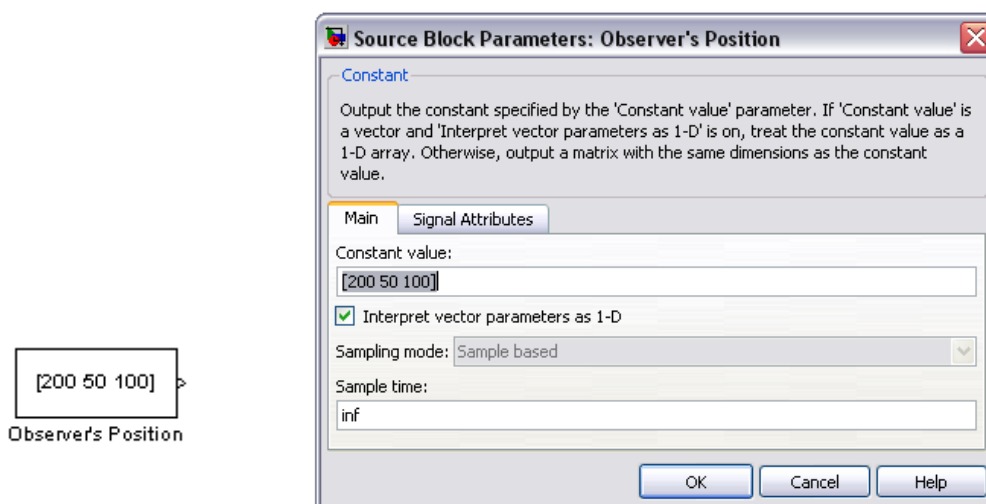 Source Block Parameters: Observer's Position
Constant
Output the constant specified by the 'Constant value' parameter. If 'Constant value' is
a vector and 'Interpret vector parameters as 1-D' is on, treat the constant value as a
1-D array. Otherwise, output a matrix with the same dimensions as the constant
value.
Main
Signal Attributes
Constant value:
[200 50 100]
Interpret vector parameters as 1-D
Sampling mode: Sample based
Sample time:
inf
OK
Cancel
Help
[200 50 100]
Observer's Position